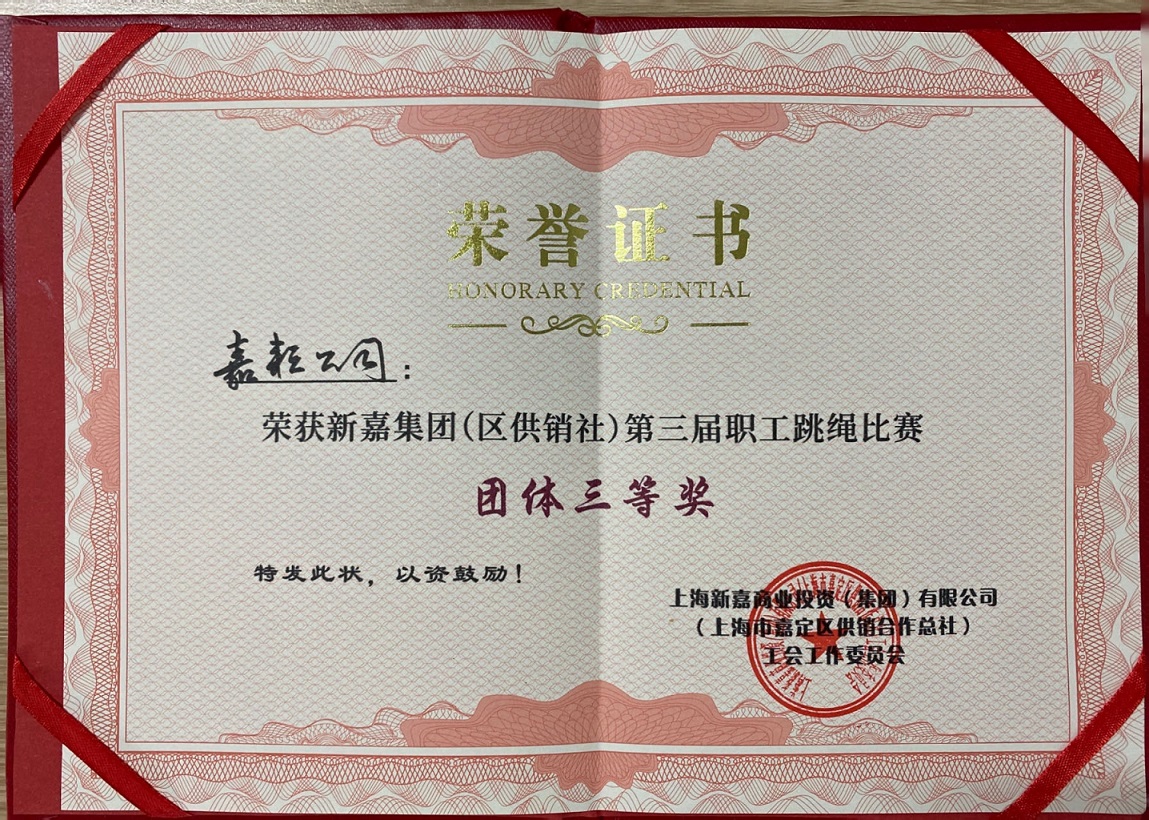 荣誉证书
HONORARY CREDENTIAL
嘉耘公司：
荣获新嘉集团（区供销社）第三届职工跳绳比赛
团体三等奖
特发此状，以资鼓励！
上海新嘉商业投资（集团）有限公司
（上海市嘉定区供销合作总社）
工会工作委员会